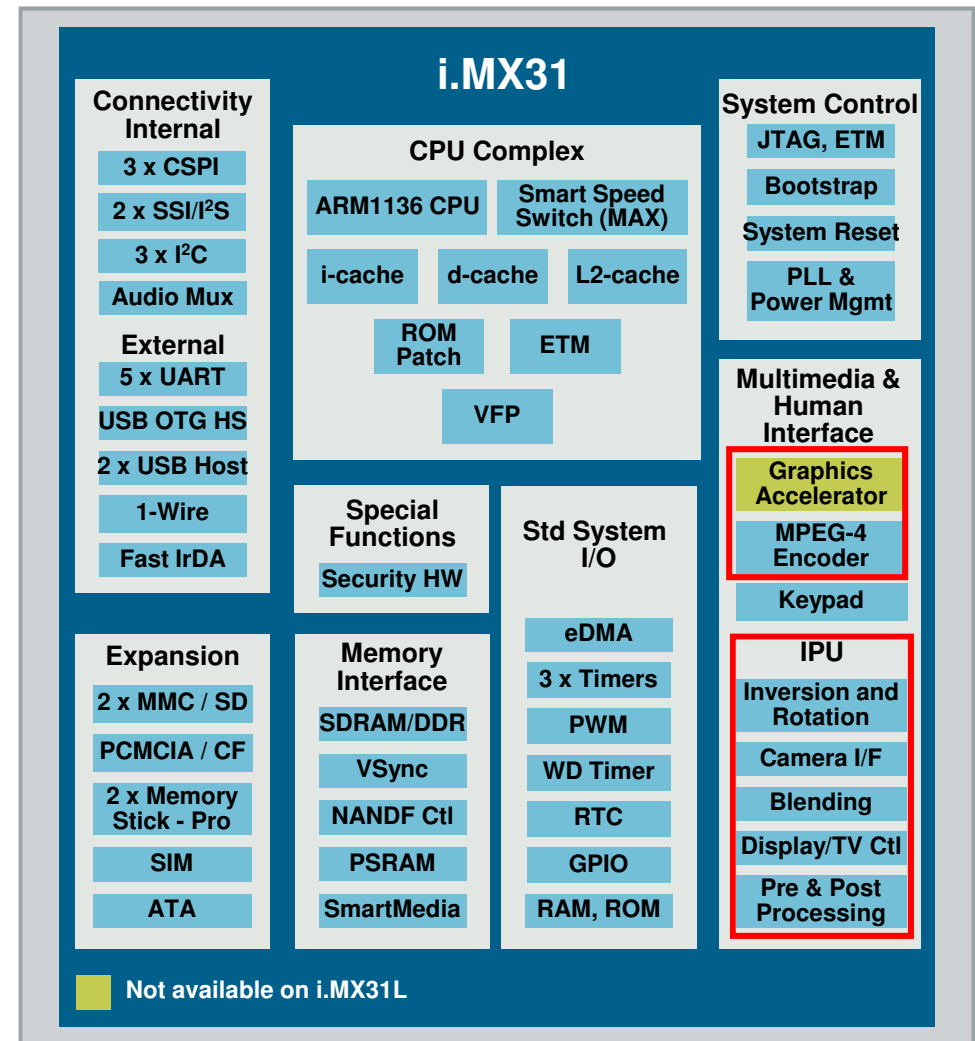 i.MX31
Connectivity
Internal
3 x CSPI
2 x SSI/I²S
3 x I²C
Audio Mux
External
5 x UART
USB OTG HS
2 x USB Host
1-Wire
Fast IrDA
CPU Complex
ARM1136 CPU
Smart Speed
Switch (MAX)
i-cache
d-cache
L2-cache
ROM
Patch
ETM
VFP
System Control
JTAG, ETM
Bootstrap
System Reset
PLL &
Power Mgmt
Multimedia &
Human
Interface
Graphics
Accelerator
MPEG-4
Encoder
Keypad
IPU
Inversion and
Rotation
Camera I/F
Blending
Display/TV Ctl
Pre & Post
Processing
Special
Functions
Security HW
Std System
I/O
eDMA
3 x Timers
PWM
WD Timer
RTC
GPIO
RAM, ROM
Expansion
2 x MMC / SD
PCMCIA / CF
2 x Memory
Stick - Pro
SIM
ATA
Memory
Interface
SDRAM/DDR
VSync
NANDF Ctl
PSRAM
SmartMedia
Not available on i.MX31L